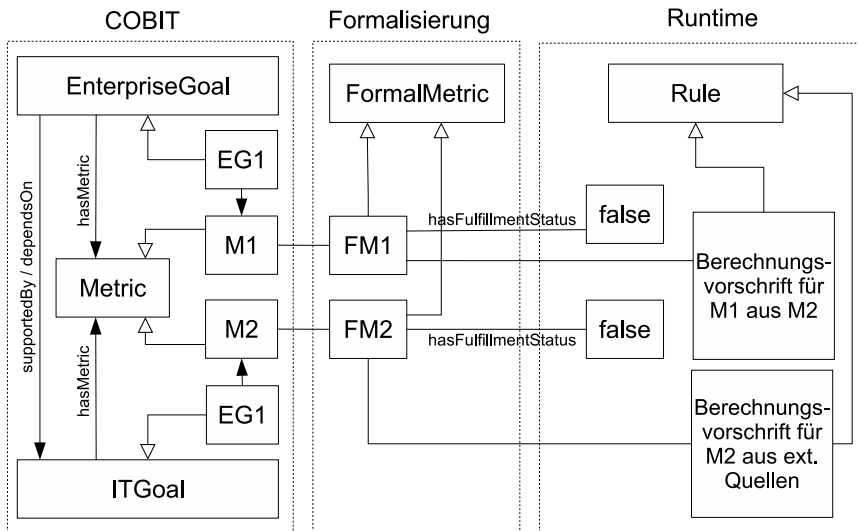 COBIT
Formalisierung
Runtime
EnterpriseGoal
FormalMetric
Rule
EG1
supportedBy / dependsOn
hasMetric
M1
FM1
hasFulfillmentStatus
false
Metric
Berechnungs-
vorschrift für
M1 aus M2
M2
FM2
hasFulfillmentStatus
false
hasMetric
EG1
Berechnungs-
vorschrift für
M2 aus ext.
Quellen
ITGoal